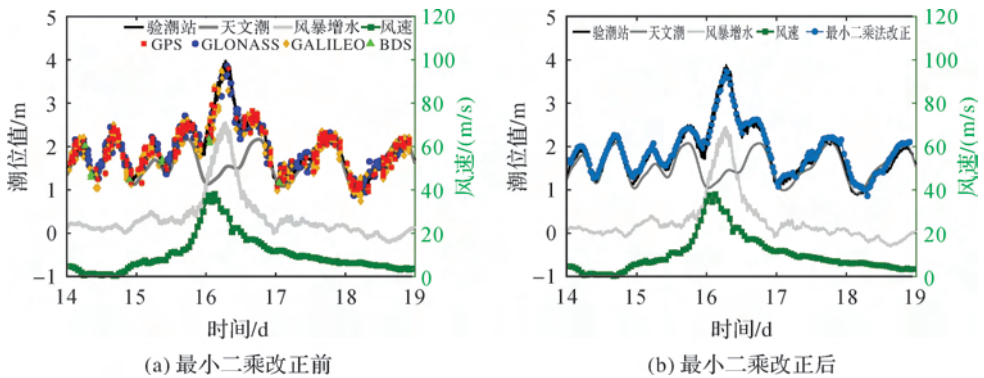 验潮站 天文潮 风暴增水 风速
GPS GLONASS GALILEO BDS
5
4
3
2
1
0
−1
潮位值/m
120
100
80
60
40
20
0
风速/(m/s)
14 15 16 17 18 19
时间/d
(a) 最小二乘改正前
验潮站 天文潮 风暴增水 风速 最小二乘法改正
5
4
3
2
1
0
−1
潮位值/m
120
100
80
60
40
20
0
风速/(m/s)
14 15 16 17 18 19
时间/d
(b) 最小二乘改正后